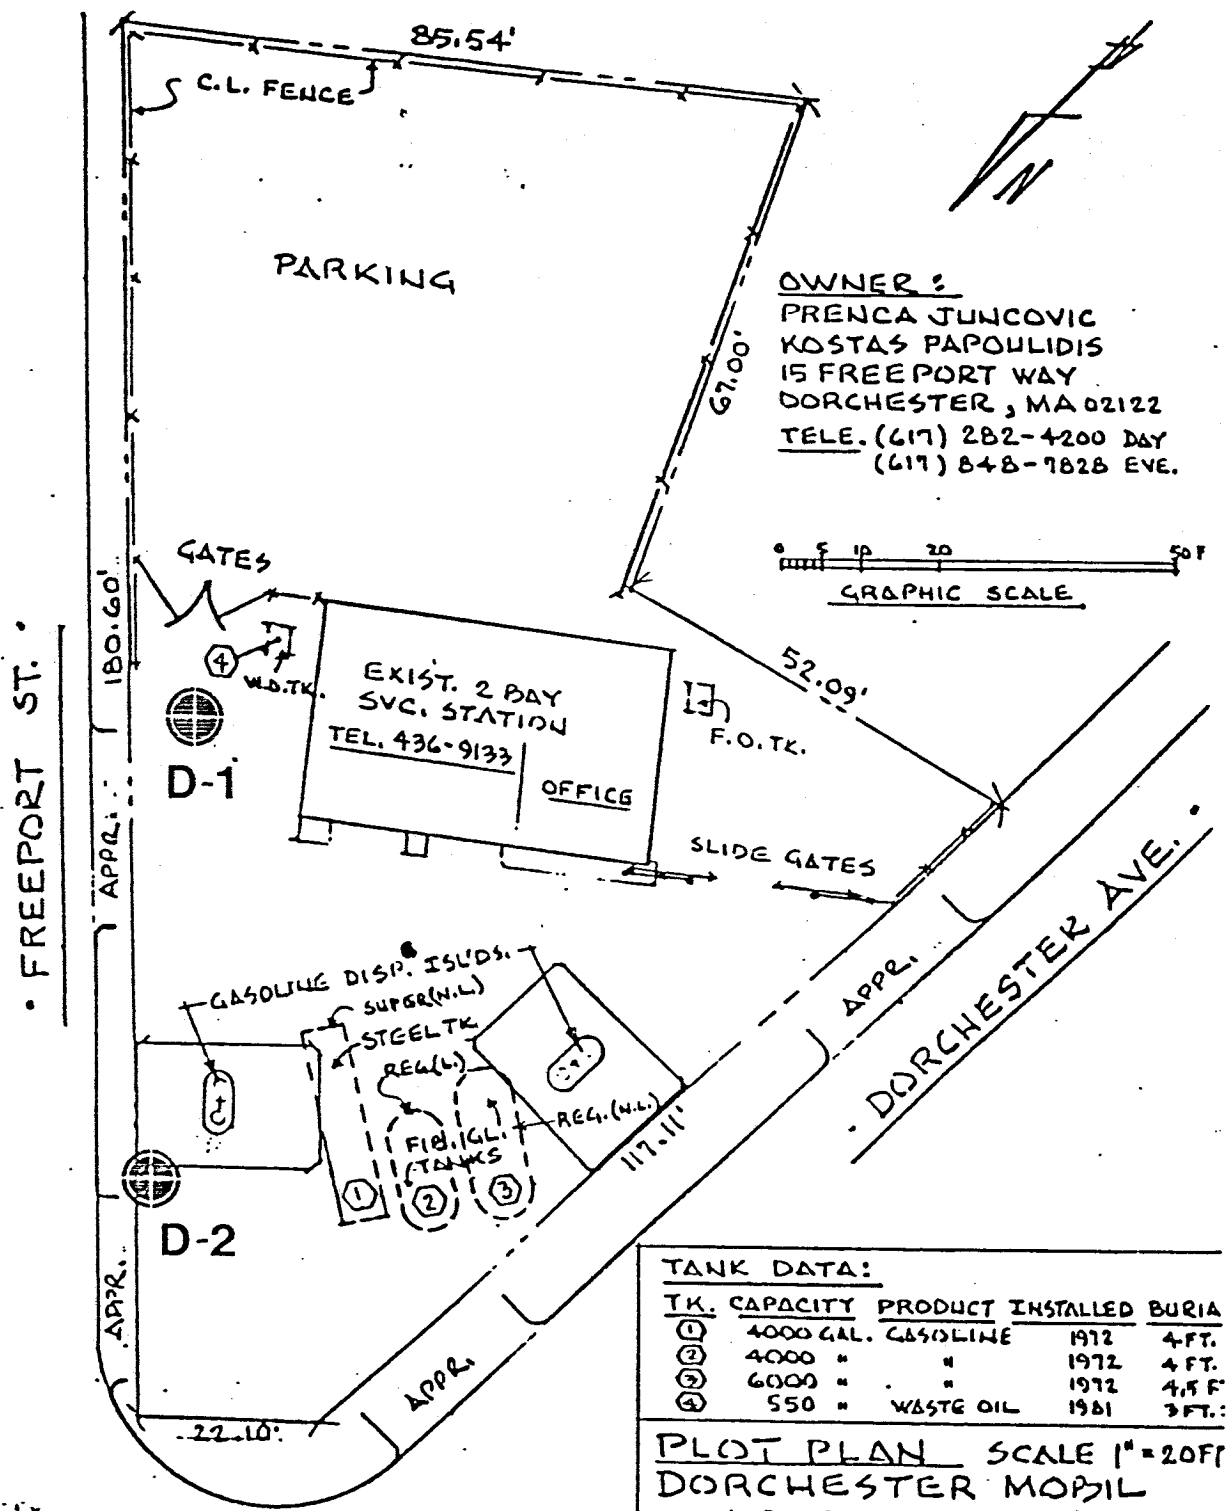 85.54'
C.L. FENCE
N
PARKING
OWNER:
PRENCA JUNCOVIC
KOSTAS PAPOULIDIS
15 FREEPORT WAY
DORCHESTER, MA 02122
TELE. (617) 282-4200 DAY
(617) 848-7828 EVE.
67.00'
0 5 10 20 50 F
GRAPHIC SCALE
GATES
180.60'
FREEPORT ST.
4
W.O.TK.
EXIST. 2 BAY
SVC. STATION
TEL. 436-9133
OFFICE
52.09'
F.O.TK.
D-1
APPR.
SLIDE GATES
DORCHESTER AVE.
APPR.
GASOLINE DISP. ISL'DS.
SUPER(N.L.)
STEEL TK
REG(L.)
REG.(N.L.)
FIB. GL.
TANKS
1 2 3
117.11'
D-2
APPR.
APPR.
22.10'
TANK DATA:
TK. CAPACITY PRODUCT INSTALLED BURIA
1 4000 GAL. GASOLINE 1972 4 FT.
2 4000 " " 1972 4 FT.
3 6000 " " 1972 4.5 F
4 550 " WASTE OIL 1981 3 FT.
PLOT PLAN SCALE 1" = 20FT
DORCHESTER MOBIL